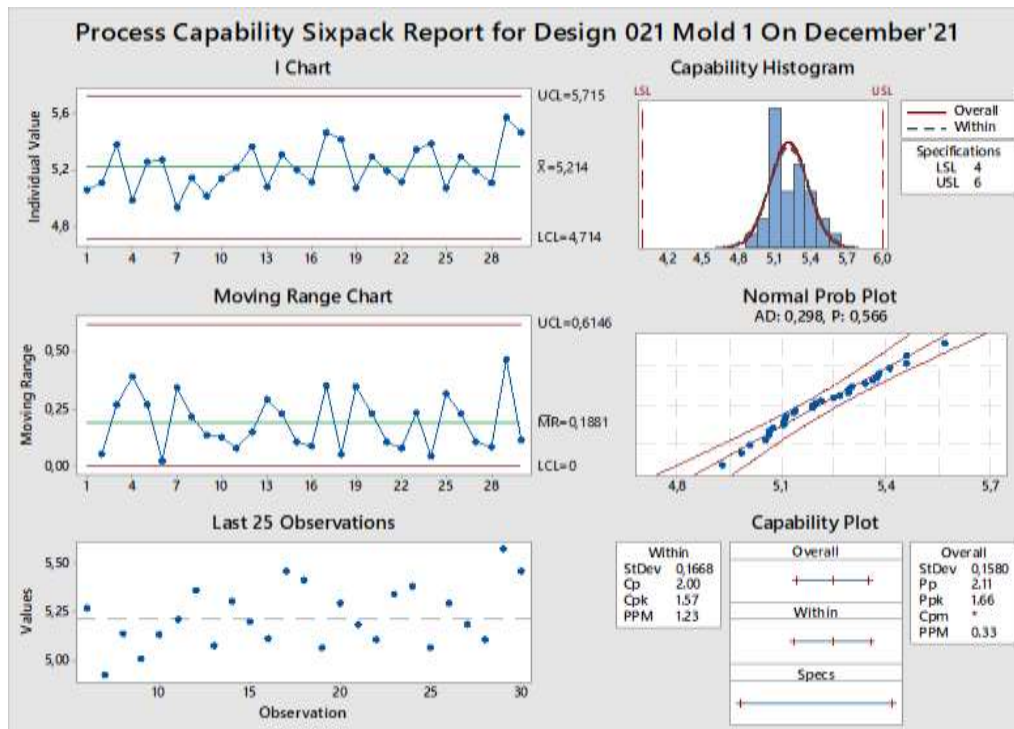 Process Capability Sixpack Report for Design 021 Mold 1 On December'21
I Chart
Individual Value
5,6
5,2
4,8
UCL=5,715
X̄=5,214
LCL=4,714
1 4 7 10 13 16 19 22 25 28
Capability Histogram
LSL USL
4,2 4,5 4,8 5,1 5,4 5,7 6,0
Overall
Within
Specifications
LSL 4
USL 6
Moving Range Chart
Moving Range
0,50
0,25
0,00
UCL=0,6146
M̄R̄=0,1881
LCL=0
1 4 7 10 13 16 19 22 25 28
Normal Prob Plot
AD: 0,298, P: 0,566
4,8 5,1 5,4 5,7
Last 25 Observations
Values
5,50
5,25
5,00
10 15 20 25 30
Observation
Capability Plot
Within
StDev 0,1668
Cp 2.00
Cpk 1.57
PPM 1.23
Overall
Within
Specs
Overall
StDev 0,1580
Pp 2.11
Ppk 1.66
Cpm *
PPM 0,33